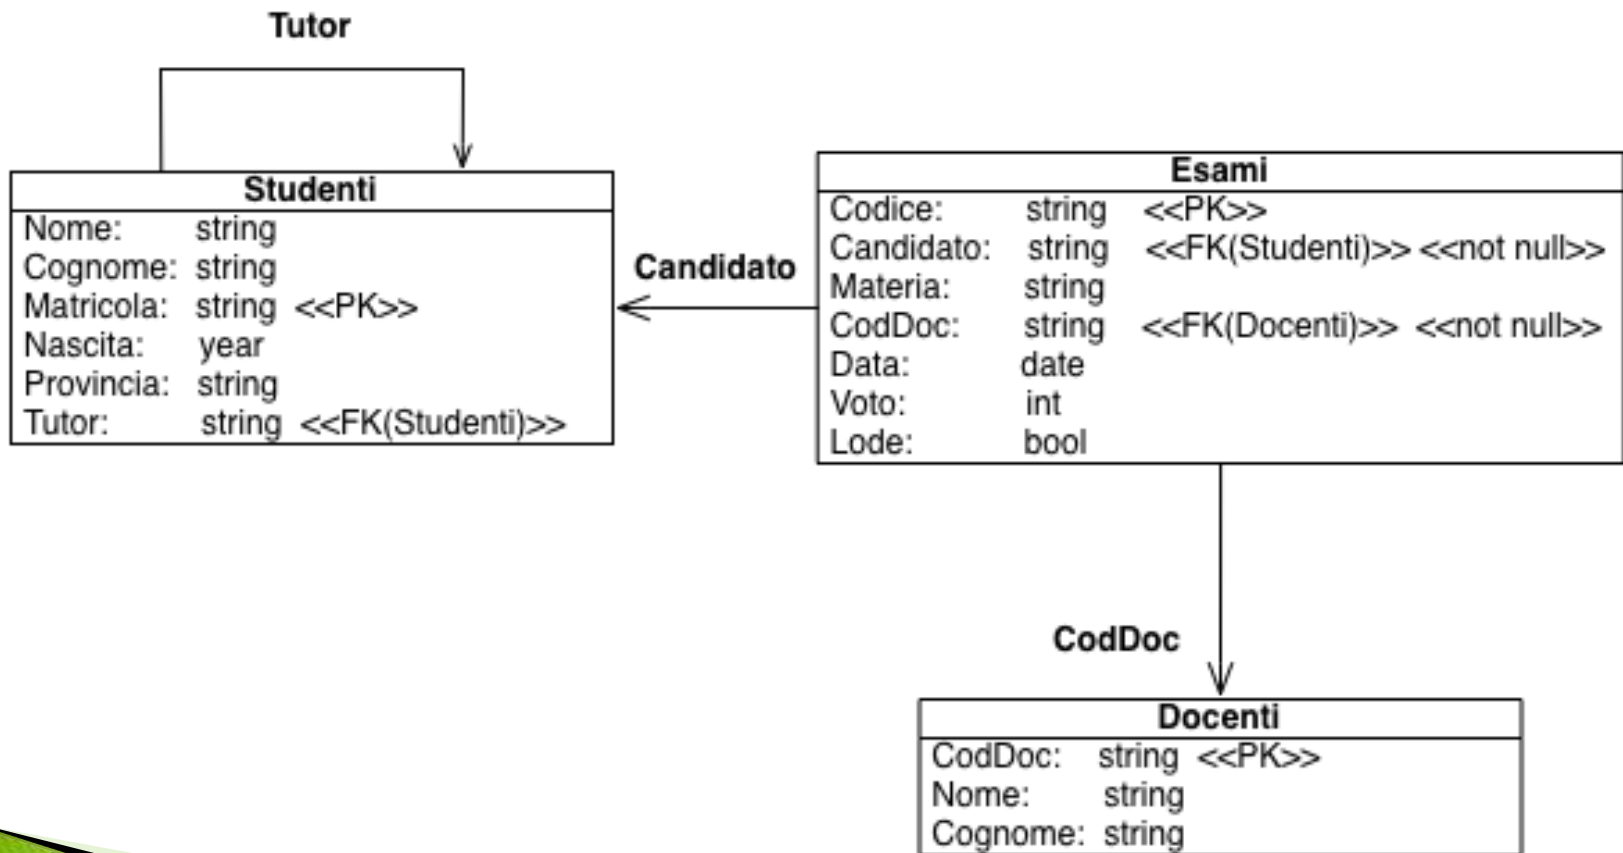 Tutor
Studenti
Nome: string
Cognome: string
Matricola: string <<PK>>
Nascita: year
Provincia: string
Tutor: string <<FK(Studenti)>>
Candidato
Esami
Codice: string <<PK>>
Candidato: string <<FK(Studenti)>> <<not null>>
Materia: string
CodDoc: string <<FK(Docenti)>> <<not null>>
Data: date
Voto: int
Lode: bool
CodDoc
Docenti
CodDoc: string <<PK>>
Nome: string
Cognome: string